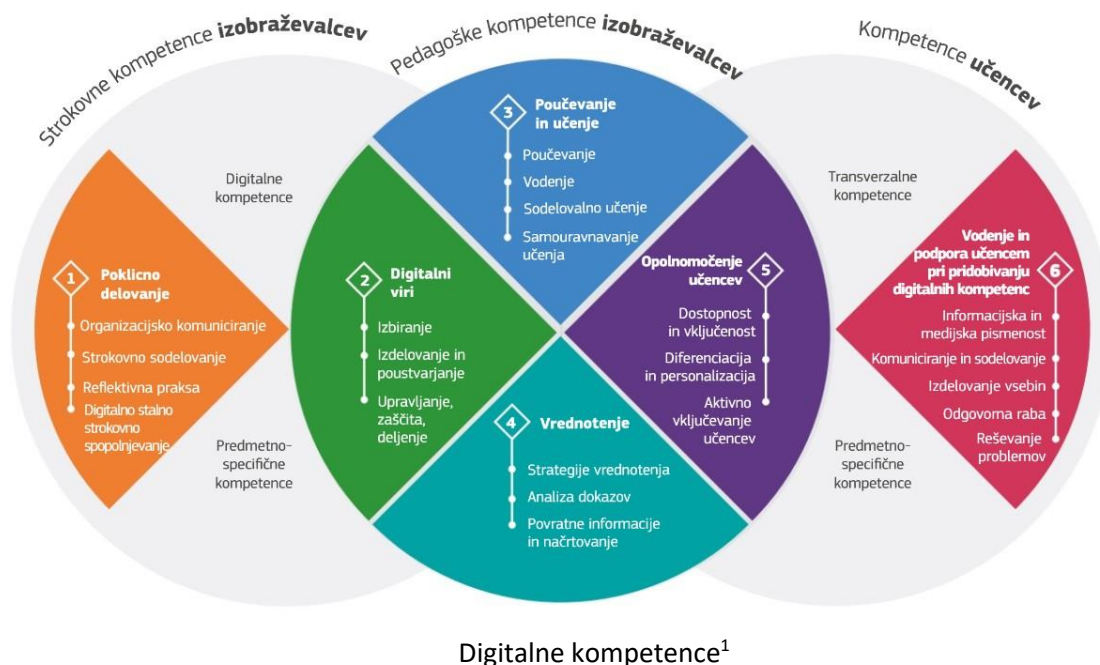 Strokovne kompetence izobraževalcev
Pedagoške kompetence izobraževalcev
Kompetence učencev
Digitalne
kompetence
Predmetno-
specifične
kompetence
Transverzalne
kompetence
Predmetno-
specifične
kompetence
1
Poklicno
delovanje
Organizacijsko komuniciranje
Strokovno sodelovanje
Reflektivna praksa
Digitalno stalno
strokovno
spopolnjevanje
2
Digitalni
viri
Izbiranje
Izdelovanje in
poustvarjanje
Upravljanje,
zaščita,
deljenje
3
Poučevanje
in učenje
Poučevanje
Vodenje
Sodelovalno učenje
Samouravnavanje
učenja
4
Vrednotenje
Strategije vrednotenja
Analiza dokazov
Povratne informacije
in načrtovanje
Opolnomočenje
učencev
5
Dostopnost
in vključenost
Diferenciacija
in personalizacija
Aktivno
vključevanje
učencev
Vodenje in
podpora učencem
pri pridobivanju
digitalnih kompetenc
6
Informacijska in
medijska pismenost
Komuniciranje in sodelovanje
Izdelovanje vsebin
Odgovorna raba
Reševanje
problemov
Digitalne kompetence¹